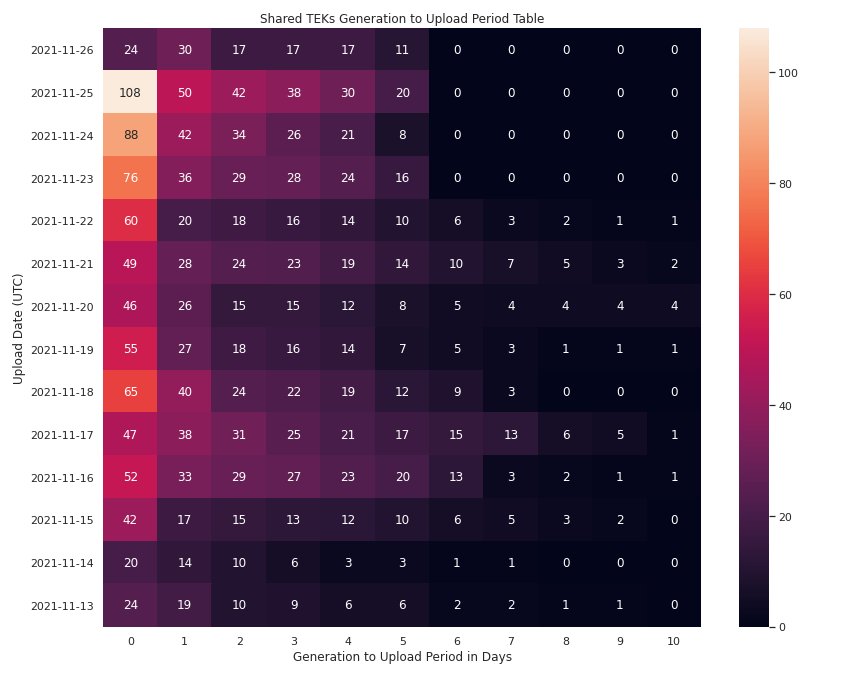 Shared TEKs Generation to Upload Period Table
Upload Date (UTC)
2021-11-26 24 30 17 17 17 11 0 0 0 0 0
2021-11-25 108 50 42 38 30 20 0 0 0 0 0
2021-11-24 88 42 34 26 21 8 0 0 0 0 0
2021-11-23 76 36 29 28 24 16 0 0 0 0 0
2021-11-22 60 20 18 16 14 10 6 3 2 1 1
2021-11-21 49 28 24 23 19 14 10 7 5 3 2
2021-11-20 46 26 15 15 12 8 5 4 4 4 4
2021-11-19 55 27 18 16 14 7 5 3 1 1 1
2021-11-18 65 40 24 22 19 12 9 3 0 0 0
2021-11-17 47 38 31 25 21 17 15 13 6 5 1
2021-11-16 52 33 29 27 23 20 13 3 2 1 1
2021-11-15 42 17 15 13 12 10 6 5 3 2 0
2021-11-14 20 14 10 6 3 3 1 1 0 0 0
2021-11-13 24 19 10 9 6 6 2 2 1 1 0
0 1 2 3 4 5 6 7 8 9 10
Generation to Upload Period in Days
100
80
60
40
20
0